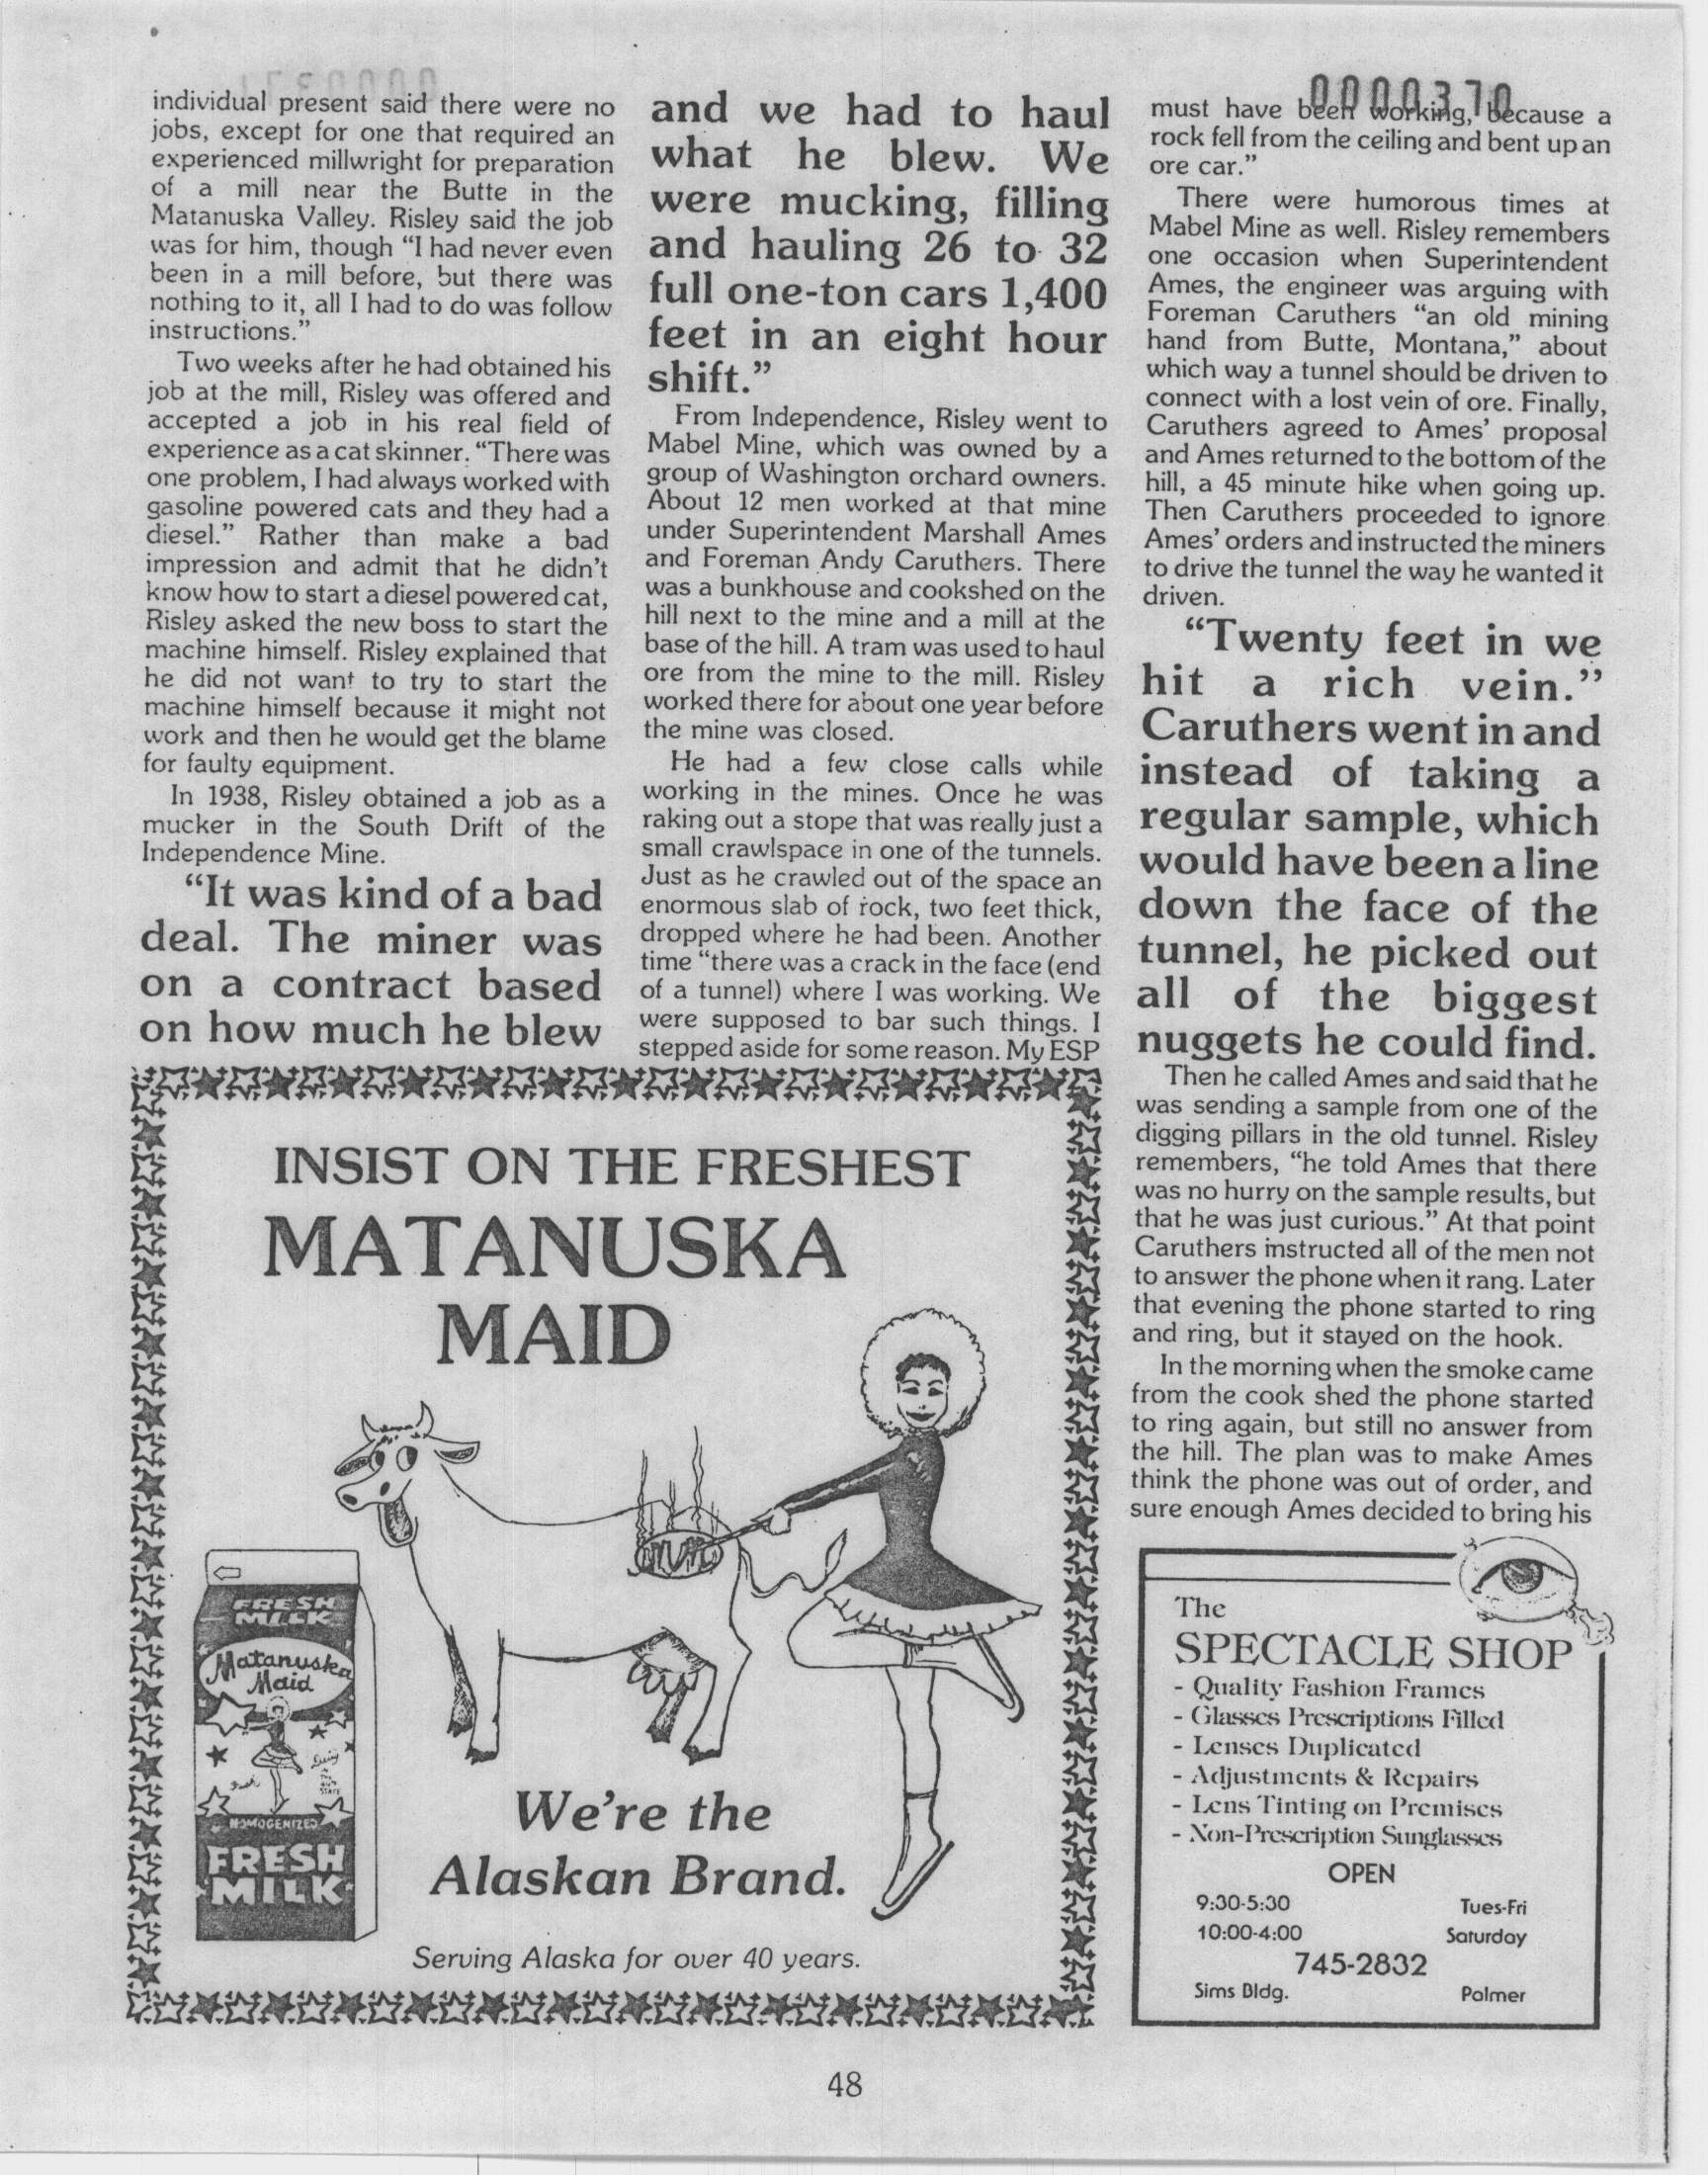 0000370
individual present said there were no
jobs, except for one that required an
experienced millwright for preparation
of a mill near the Butte in the
Matanuska Valley. Risley said the job
was for him, though “I had never even
been in a mill before, but there was
nothing to it, all I had to do was follow
instructions.”
Two weeks after he had obtained his
job at the mill, Risley was offered and
accepted a job in his real field of
experience as a cat skinner. “There was
one problem, I had always worked with
gasoline powered cats and they had a
diesel.” Rather than make a bad
impression and admit that he didn’t
know how to start a diesel powered cat,
Risley asked the new boss to start the
machine himself. Risley explained that
he did not want to try to start the
machine himself because it might not
work and then he would get the blame
for faulty equipment.
In 1938, Risley obtained a job as a
mucker in the South Drift of the
Independence Mine.
“It was kind of a bad
deal. The miner was
on a contract based
on how much he blew
and we had to haul
what he blew. We
were mucking, filling
and hauling 26 to 32
full one-ton cars 1,400
feet in an eight hour
shift.”
From Independence, Risley went to
Mabel Mine, which was owned by a
group of Washington orchard owners.
About 12 men worked at that mine
under Superintendent Marshall Ames
and Foreman Andy Caruthers. There
was a bunkhouse and cookshed on the
hill next to the mine and a mill at the
base of the hill. A tram was used to haul
ore from the mine to the mill. Risley
worked there for about one year before
the mine was closed.
He had a few close calls while
working in the mines. Once he was
raking out a stope that was really just a
small crawlspace in one of the tunnels.
Just as he crawled out of the space an
enormous slab of rock, two feet thick,
dropped where he had been. Another
time “there was a crack in the face (end
of a tunnel) where I was working. We
were supposed to bar such things. I
stepped aside for some reason. My ESP
must have been working, because a
rock fell from the ceiling and bent up an
ore car.”
There were humorous times at
Mabel Mine as well. Risley remembers
one occasion when Superintendent
Ames, the engineer was arguing with
Foreman Caruthers “an old mining
hand from Butte, Montana,” about
which way a tunnel should be driven to
connect with a lost vein of ore. Finally,
Caruthers agreed to Ames’ proposal
and Ames returned to the bottom of the
hill, a 45 minute hike when going up.
Then Caruthers proceeded to ignore
Ames’ orders and instructed the miners
to drive the tunnel the way he wanted it
driven.
“Twenty feet in we
hit a rich vein.”
Caruthers went in and
instead of taking a
regular sample, which
would have been a line
down the face of the
tunnel, he picked out
all of the biggest
nuggets he could find.
Then he called Ames and said that he
was sending a sample from one of the
digging pillars in the old tunnel. Risley
remembers, “he told Ames that there
was no hurry on the sample results, but
that he was just curious.” At that point
Caruthers instructed all of the men not
to answer the phone when it rang. Later
that evening the phone started to ring
and ring, but it stayed on the hook.
In the morning when the smoke came
from the cook shed the phone started
to ring again, but still no answer from
the hill. The plan was to make Ames
think the phone was out of order, and
sure enough Ames decided to bring his
INSIST ON THE FRESHEST
MATANUSKA
MAID
FRESH
MILK
Matanuska
Maid
HOMOGENIZED
FRESH
MILK
We’re the
Alaskan Brand.
Serving Alaska for over 40 years.
The
SPECTACLE SHOP
- Quality Fashion Frames
- Glasses Prescriptions Filled
- Lenses Duplicated
- Adjustments & Repairs
- Lens Tinting on Premises
- Non-Prescription Sunglasses
OPEN
9:30-5:30 Tues-Fri
10:00-4:00 Saturday
745-2832
Sims Bldg. Palmer
48